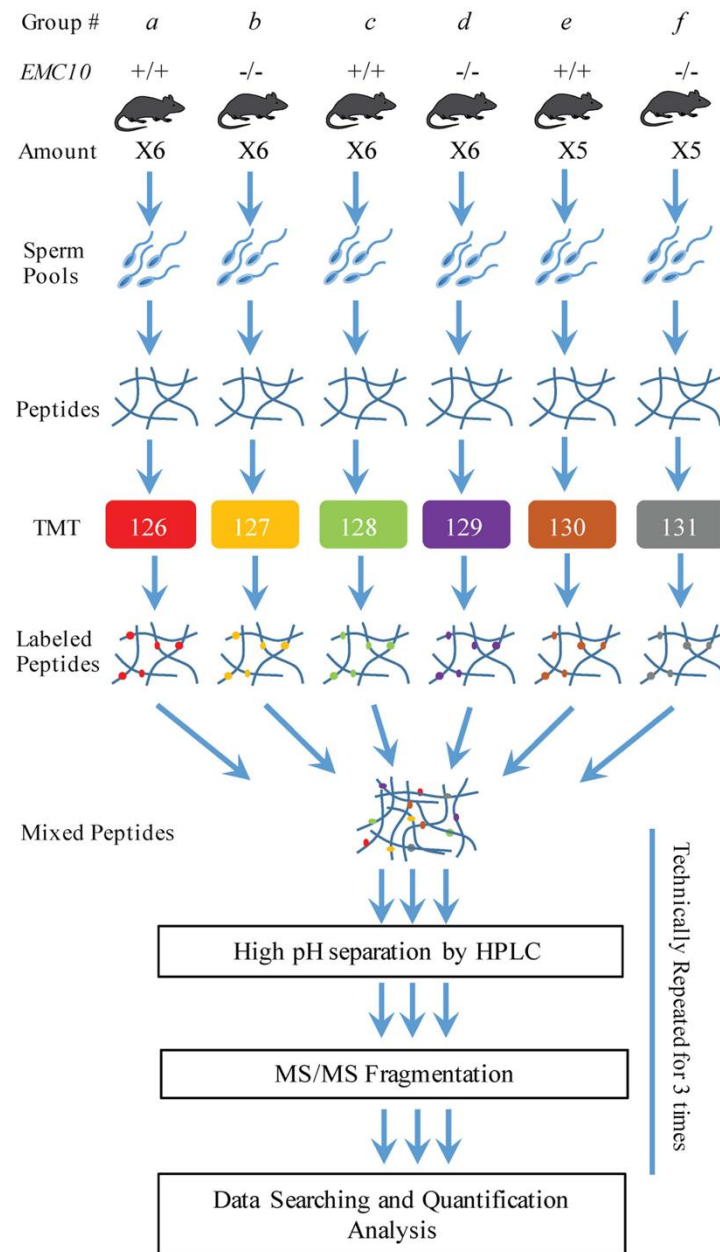 Group # a b c d e f
EMC10 +/+ -/- +/+ -/- +/+ -/-
Amount X6 X6 X6 X6 X5 X5
Sperm
Pools
Peptides
TMT 126 127 128 129 130 131
Labeled
Peptides
Mixed Peptides
High pH separation by HPLC
MS/MS Fragmentation
Data Searching and Quantification
Analysis
Technically Repeated for 3 times